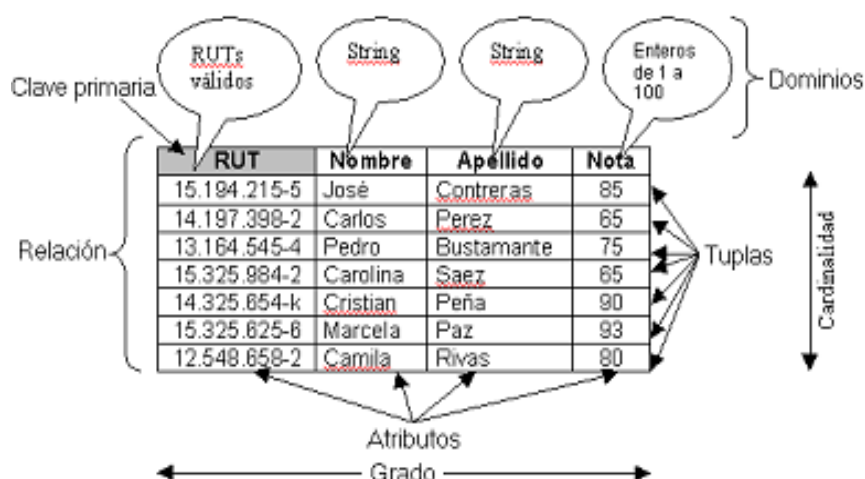 RUTs
válidos
String
String
Enteros
de 1 a
100
Dominios
Clave primaria
RUT Nombre Apellido Nota
15.194.215-5 José Contreras 85
14.197.398-2 Carlos Perez 65
13.164.545-4 Pedro Bustamante 75
15.325.984-2 Carolina Saez 65
14.325.654-k Cristian Peña 90
15.325.625-6 Marcela Paz 93
12.548.658-2 Camila Rivas 80
Relación
Tuplas
Cardinalidad
Atributos
Grado